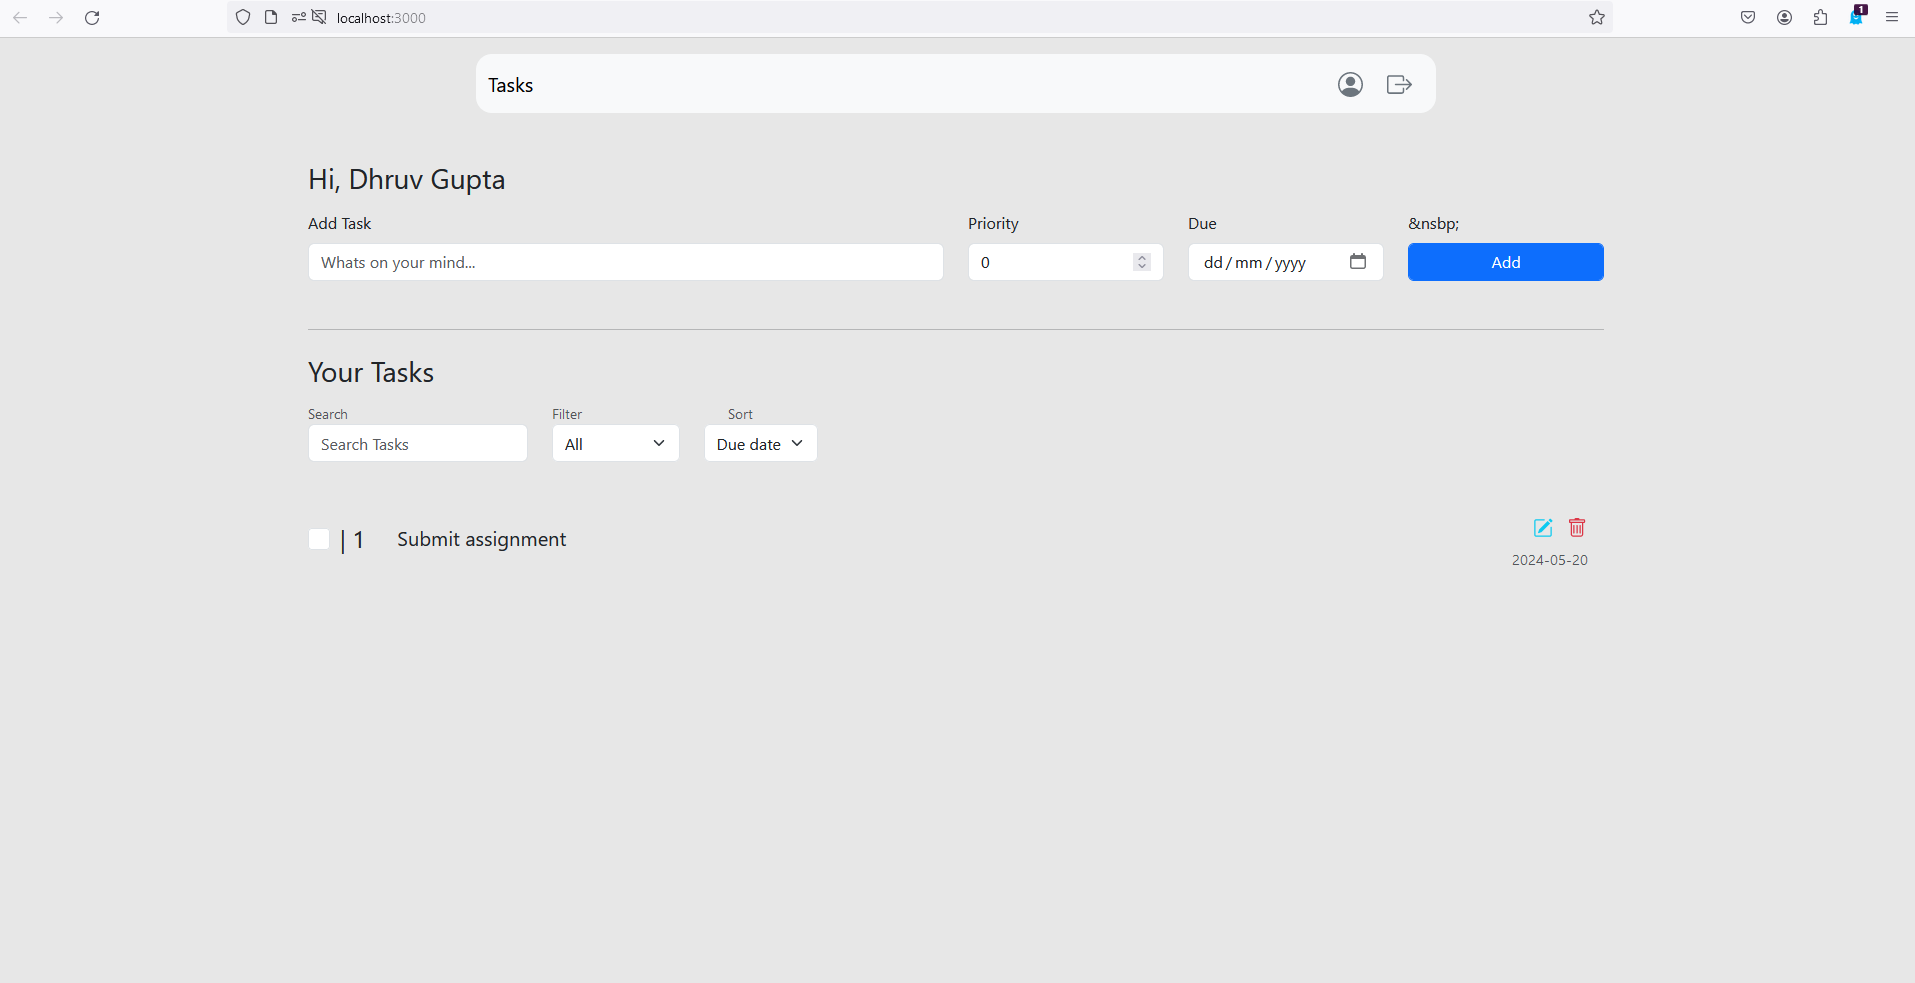 localhost:3000
1
Tasks
Hi, Dhruv Gupta
Add Task Priority Due &nsbp;
Whats on your mind... 0 dd/mm/yyyy Add
Your Tasks
Search Filter Sort
Search Tasks All Due date
| 1 Submit assignment
2024-05-20